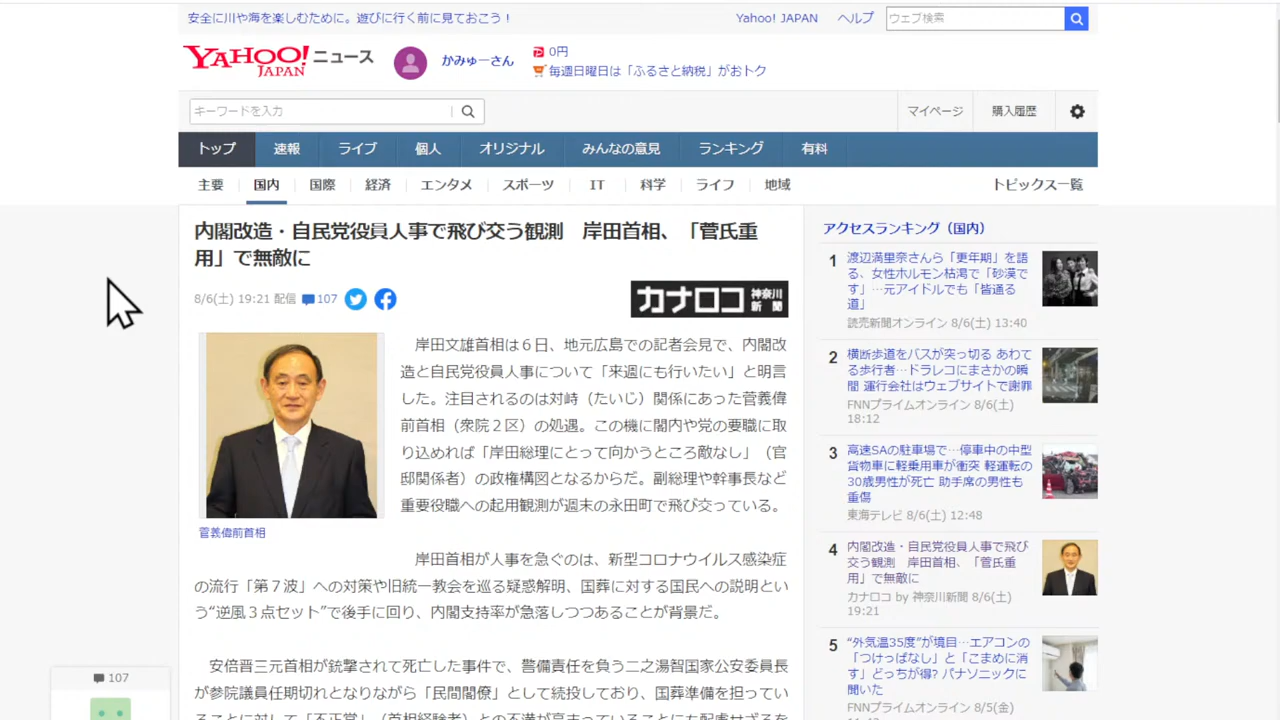 安全に川や海を楽しむために。遊びに行く前に見ておこう！
Yahoo! JAPAN ヘルプ ウェブ検索
YAHOO! JAPAN ニュース
かみゅーさん
0円
毎週日曜日は「ふるさと納税」がおトク
キーワードを入力
マイページ 購入履歴
トップ 速報 ライブ 個人 オリジナル みんなの意見 ランキング 有料
主要 国内 国際 経済 エンタメ スポーツ IT 科学 ライフ 地域 トピックス一覧
内閣改造・自民党役員人事で飛び交う観測　岸田首相、「菅氏重
用」で無敵に
8/6(土) 19:21 配信 107
カナロコ 神奈川新聞
岸田文雄首相は６日、地元広島での記者会見で、内閣改
造と自民党役員人事について「来週にも行いたい」と明言
した。注目されるのは対峙（たいじ）関係にあった菅義偉
前首相（衆院２区）の処遇。この機に閣内や党の要職に取
り込めれば「岸田総理にとって向かうところ敵なし」（官
邸関係者）の政権構図となるからだ。副総理や幹事長など
重要役職への起用観測が週末の永田町で飛び交っている。
菅義偉前首相
岸田首相が人事を急ぐのは、新型コロナウイルス感染症
の流行「第７波」への対策や旧統一教会を巡る疑惑解明、国葬に対する国民への説明とい
う“逆風３点セット”で後手に回り、内閣支持率が急落しつつあることが背景だ。
安倍晋三元首相が銃撃されて死亡した事件で、警備責任を負う二之湯智国家公安委員長
が参院議員任期切れとなりながら「民間閣僚」として続投しており、国葬準備を担ってい
ることに対して「不正常」（首相経験者）との不満が高まっていることにも配慮せざるを
107
アクセスランキング（国内）
1
渡辺満里奈さんら「更年期」を語
る、女性ホルモン枯渇で「砂漠で
す」…元アイドルでも「皆通る
道」
読売新聞オンライン 8/6(土) 13:40
2
横断歩道をバスが突っ切る あわて
る歩行者…ドラレコにまさかの瞬
間 運行会社はウェブサイトで謝罪
FNNプライムオンライン 8/6(土)
18:12
3
高速SAの駐車場で…停車中の中型
貨物車に軽乗用車が衝突 軽運転の
30歳男性が死亡 助手席の男性も
重傷
東海テレビ 8/6(土) 12:48
4
内閣改造・自民党役員人事で飛び
交う観測　岸田首相、「菅氏重
用」で無敵に
カナロコ by 神奈川新聞 8/6(土)
19:21
5
“外気温35度”が境目…エアコンの
「つけっぱなし」と「こまめに消
す」どっちが得? パナソニックに
聞いた
FNNプライムオンライン 8/5(金)